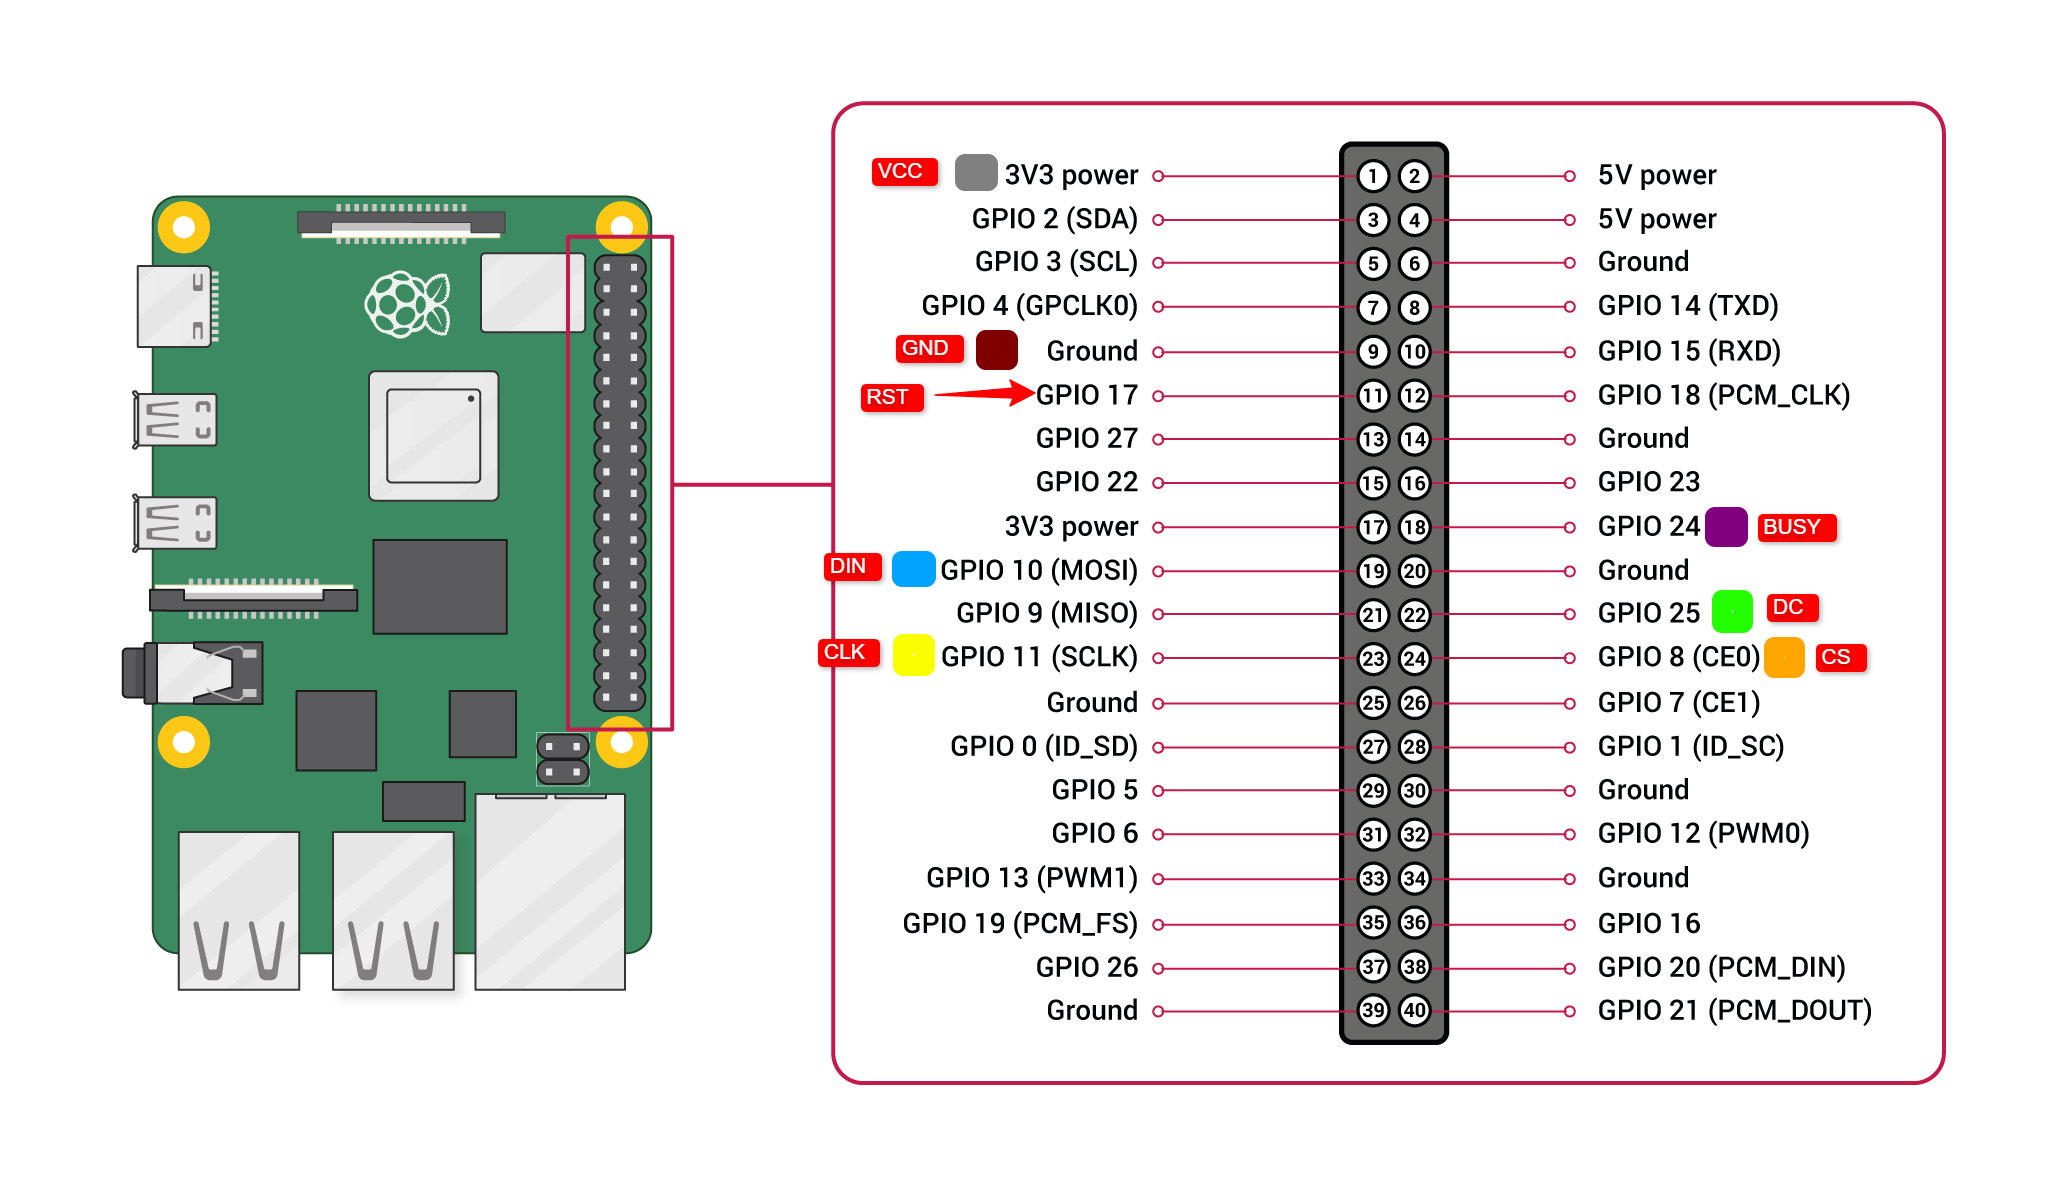 VCC 3V3 power 1 2 5V power
GPIO 2 (SDA) 3 4 5V power
GPIO 3 (SCL) 5 6 Ground
GPIO 4 (GPCLK0) 7 8 GPIO 14 (TXD)
GND Ground 9 10 GPIO 15 (RXD)
RST GPIO 17 11 12 GPIO 18 (PCM_CLK)
GPIO 27 13 14 Ground
GPIO 22 15 16 GPIO 23
3V3 power 17 18 GPIO 24 BUSY
DIN GPIO 10 (MOSI) 19 20 Ground
GPIO 9 (MISO) 21 22 GPIO 25 DC
CLK GPIO 11 (SCLK) 23 24 GPIO 8 (CE0) CS
Ground 25 26 GPIO 7 (CE1)
GPIO 0 (ID_SD) 27 28 GPIO 1 (ID_SC)
GPIO 5 29 30 Ground
GPIO 6 31 32 GPIO 12 (PWM0)
GPIO 13 (PWM1) 33 34 Ground
GPIO 19 (PCM_FS) 35 36 GPIO 16
GPIO 26 37 38 GPIO 20 (PCM_DIN)
Ground 39 40 GPIO 21 (PCM_DOUT)